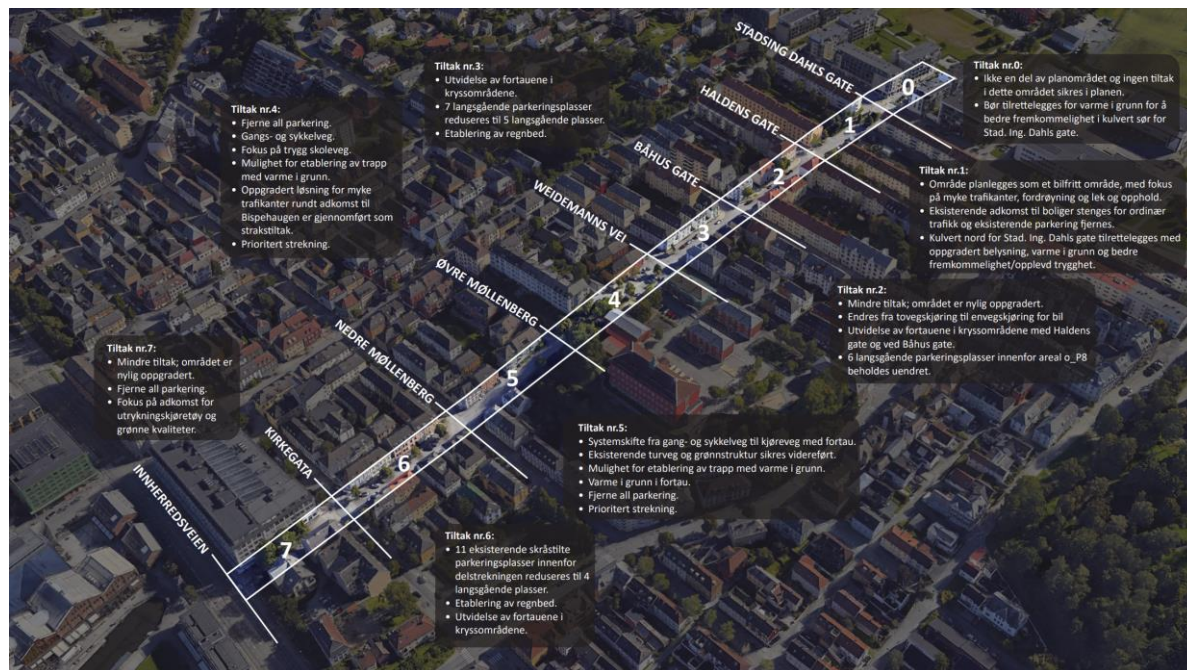 STADSING DAHLS GATE
HALDENS GATE
BÅHUS GATE
WEIDEMANNS VEI
ØVRE MØLLENBERG
NEDRE MØLLENBERG
KIRKEGATA
INNHERREDSVEIEN
0
1
2
3
4
5
6
7
Tiltak nr.0:
• Ikke en del av planområdet og ingen tiltak
i dette området sikres i planen.
• Bør tilrettelegges for varme i grunn for å
bedre fremkommelighet i kulvert sør for
Stad. Ing. Dahls gate.
Tiltak nr.1:
• Område planlegges som et bilfritt område, med fokus
på myke trafikanter, fordrøyning og lek og opphold.
• Eksisterende adkomst til boliger stenges for ordinær
trafikk og eksisterende parkering fjernes.
• Kulvert nord for Stad. Ing. Dahls gate tilrettelegges med
oppgradert belysning, varme i grunn og bedre
fremkommelighet/opplevd trygghet.
Tiltak nr.2:
• Mindre tiltak; området er nylig oppgradert.
• Endres fra tovegskjøring til envegskjøring for bil
• Utvidelse av fortauene i kryssområdene med Haldens
gate og ved Båhus gate.
• 6 langsgående parkeringsplasser innenfor areal o_P8
beholdes uendret.
Tiltak nr.3:
• Utvidelse av fortauene i
kryssområdene.
• 7 langsgående parkeringsplasser
reduseres til 5 langsgående plasser.
• Etablering av regnbed.
Tiltak nr.4:
• Fjerne all parkering.
• Gangs- og sykkelveg.
• Fokus på trygg skoleveg.
• Mulighet for etablering av trapp
med varme i grunn.
• Oppgradert løsning for myke
trafikanter rundt adkomst til
Bispehaugen er gjennomført som
strakstiltak.
• Prioritert strekning.
Tiltak nr.5:
• Systemskifte fra gang- og sykkelveg til kjøreveg med fortau.
• Eksisterende turveg og grønnstruktur sikres videreført.
• Mulighet for etablering av trapp med varme i grunn.
• Varme i grunn i fortau.
• Fjerne all parkering.
• Prioritert strekning.
Tiltak nr.6:
• 11 eksisterende skråstilte
parkeringsplasser innenfor
delstrekningen reduseres til 4
langsgående plasser.
• Etablering av regnbed.
• Utvidelse av fortauene i
kryssområdene.
Tiltak nr.7:
• Mindre tiltak; området er
nylig oppgradert.
• Fjerne all parkering.
• Fokus på adkomst for
utrykningskjøretøy og
grønne kvaliteter.